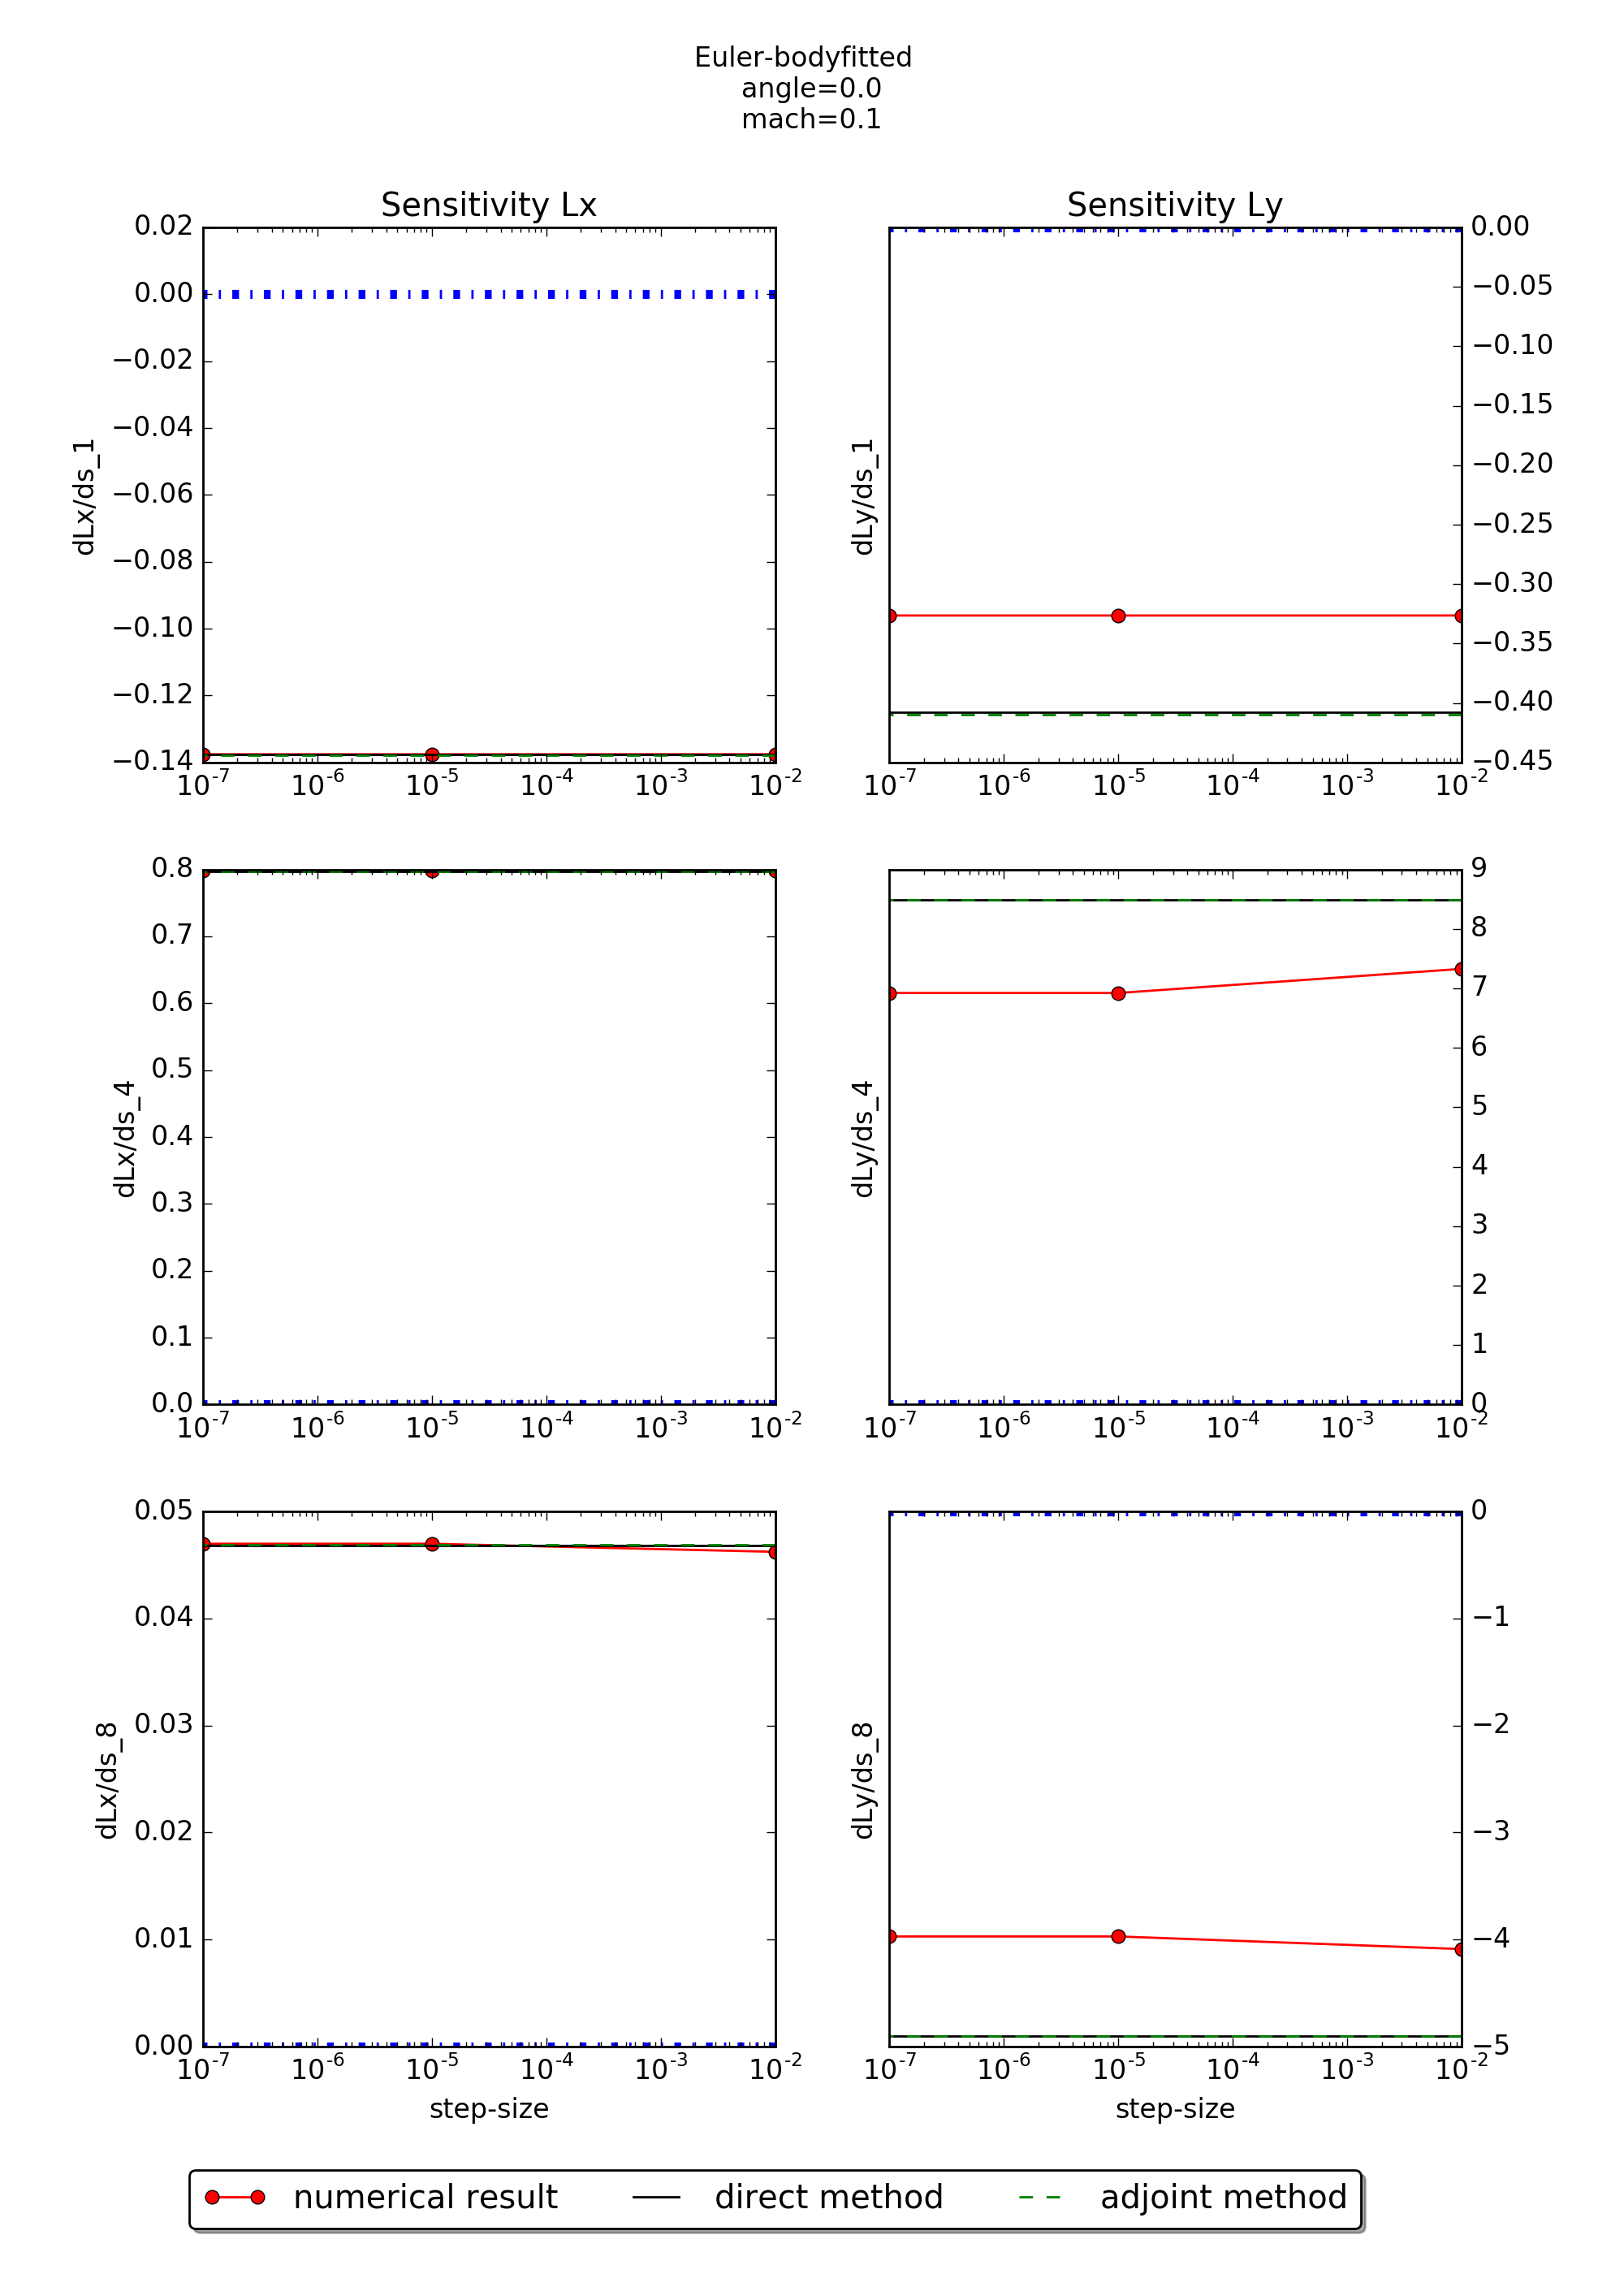 Euler-bodyfitted
angle=0.0
mach=0.1
Sensitivity Lx
0.02
0.00
−0.02
−0.04
−0.06
−0.08
−0.10
−0.12
−0.14
dLx/ds_1
10^-7 10^-6 10^-5 10^-4 10^-3 10^-2
Sensitivity Ly
0.00
−0.05
−0.10
−0.15
−0.20
−0.25
−0.30
−0.35
−0.40
−0.45
dLy/ds_1
10^-7 10^-6 10^-5 10^-4 10^-3 10^-2
0.8
0.7
0.6
0.5
0.4
0.3
0.2
0.1
0.0
dLx/ds_4
10^-7 10^-6 10^-5 10^-4 10^-3 10^-2
9
8
7
6
5
4
3
2
1
0
dLy/ds_4
10^-7 10^-6 10^-5 10^-4 10^-3 10^-2
0.05
0.04
0.03
0.02
0.01
0.00
dLx/ds_8
10^-7 10^-6 10^-5 10^-4 10^-3 10^-2
step-size
0
−1
−2
−3
−4
−5
dLy/ds_8
10^-7 10^-6 10^-5 10^-4 10^-3 10^-2
step-size
numerical result direct method adjoint method